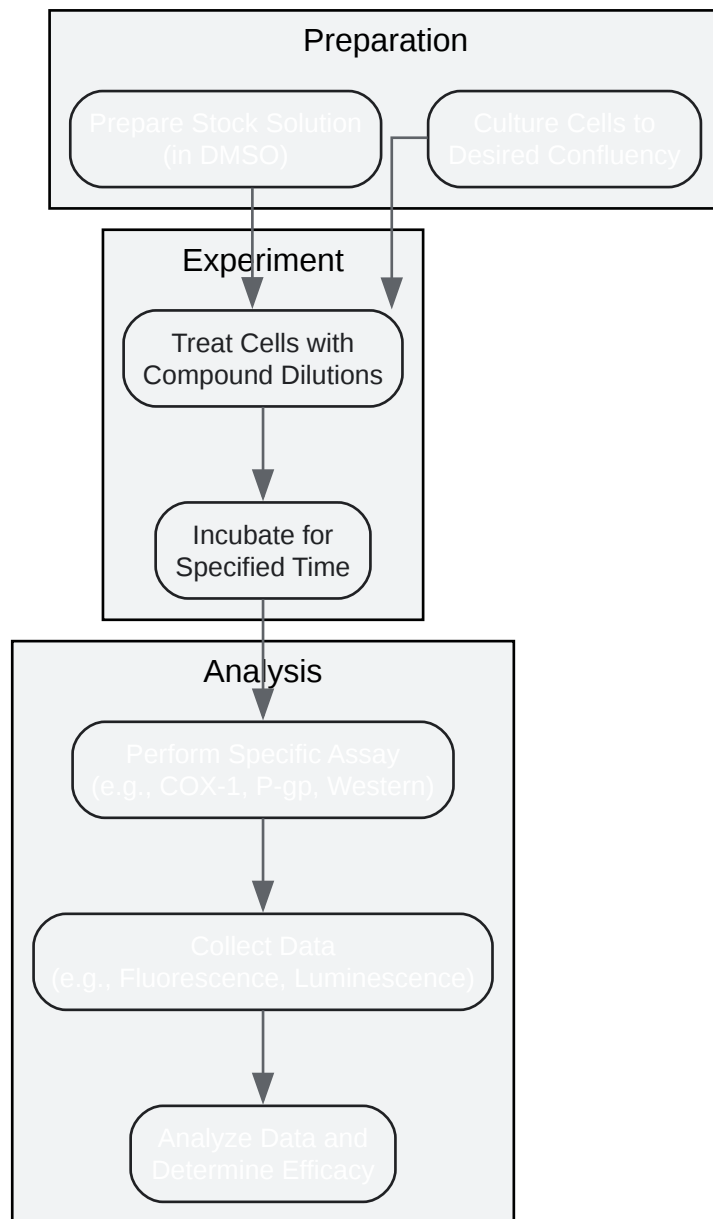 Preparation
Prepare Stock Solution
(in DMSO)
Culture Cells to
Desired Confluency
Experiment
Treat Cells with
Compound Dilutions
Incubate for
Specified Time
Analysis
Perform Specific Assay
(e.g., COX-1, P-gp, Western)
Collect Data
(e.g., Fluorescence, Luminescence)
Analyze Data and
Determine Efficacy